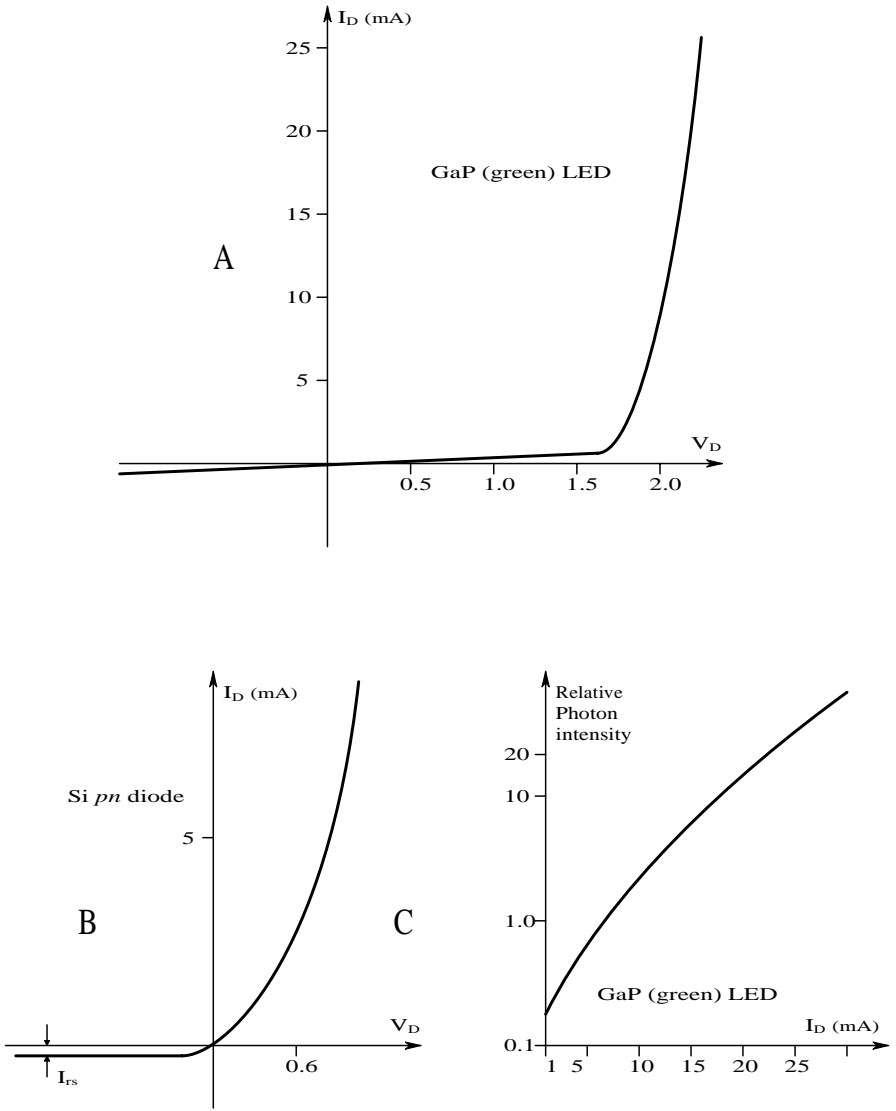 I_D (mA)
25
20
GaP (green) LED
15
A
10
5
V_D
0.5 1.0 1.5 2.0
I_D (mA)
Si pn diode
5
B
V_D
I_rs
0.6
Relative
Photon
intensity
20
10
C
1.0
GaP (green) LED
I_D (mA)
0.1
1 5 10 15 20 25